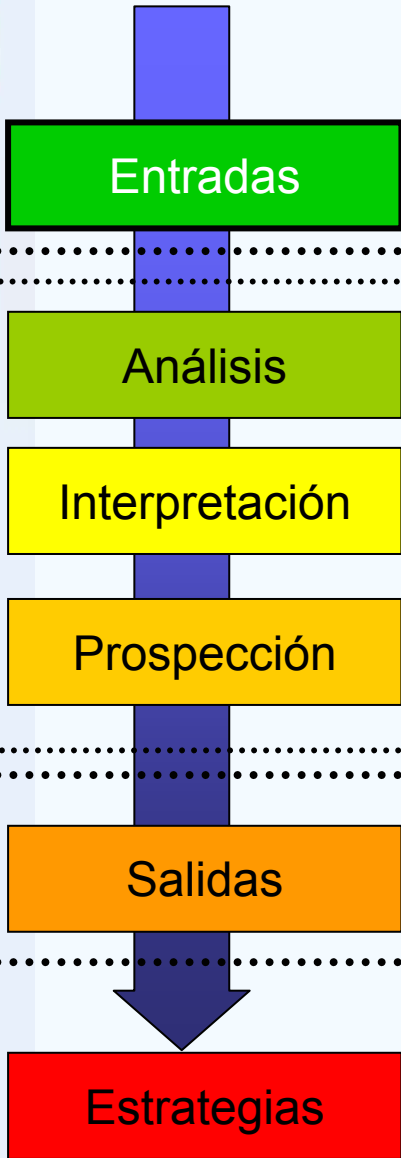 Entradas
Análisis
Interpretación
Prospección
Salidas
Estrategias